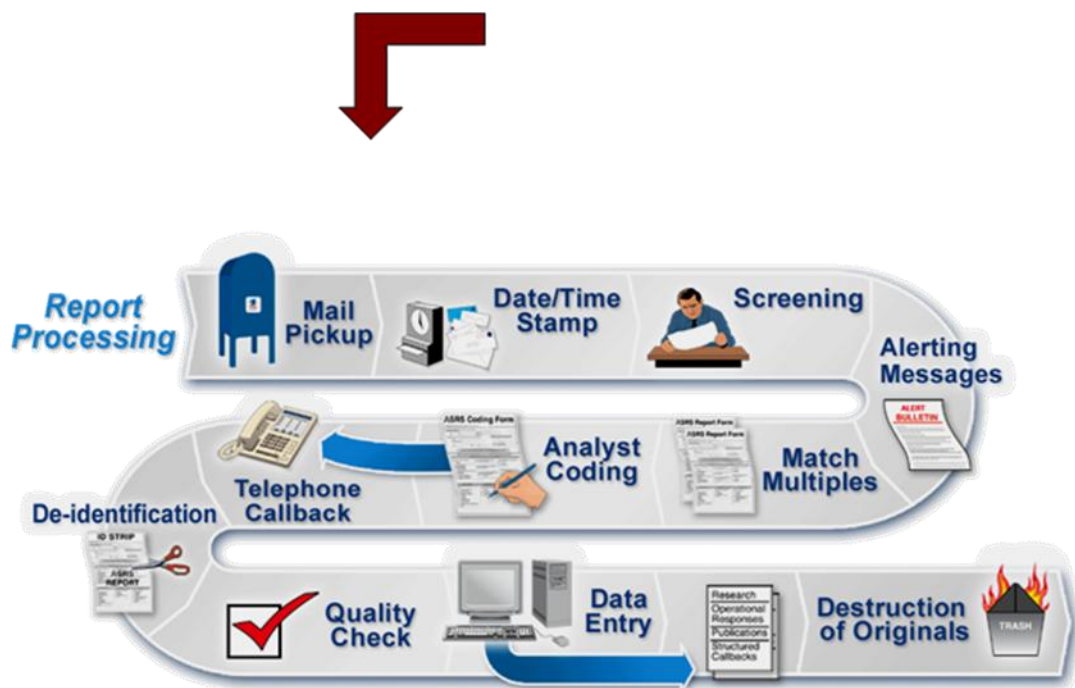 Report
Processing
Mail
Pickup
Date/Time
Stamp
Screening
Alerting
Messages
ALERT
BULLETIN
ASRS Report Form
ASRS Report Form
Match
Multiples
ASRS Coding Form
Analyst
Coding
Telephone
Callback
De-identification
ID STRIP
ASRS
REPORT
Quality
Check
Data
Entry
Research
Operational
Responses
Publications
Structured
Callbacks
Destruction
of Originals
TRASH